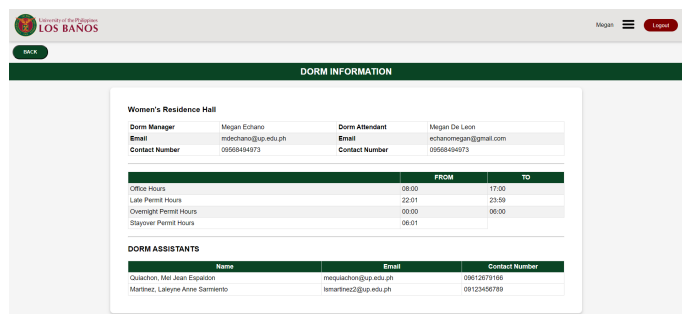 University of the Philippines
LOS BAÑOS
Megan
Logout
BACK
DORM INFORMATION
Women's Residence Hall
Dorm Manager Megan Echano Dorm Attendant Megan De Leon
Email mdechano@up.edu.ph Email echanomegan@gmail.com
Contact Number 09568494973 Contact Number 09568494973
FROM TO
Office Hours 08:00 17:00
Late Permit Hours 22:01 23:59
Overnight Permit Hours 00:00 06:00
Stayover Permit Hours 06:01
DORM ASSISTANTS
Name Email Contact Number
Quiachon, Mei Jean Espaldon mequiachon@up.edu.ph 09612679166
Martinez, Laleyne Anne Sarmiento lsmartinez2@up.edu.ph 09123456789